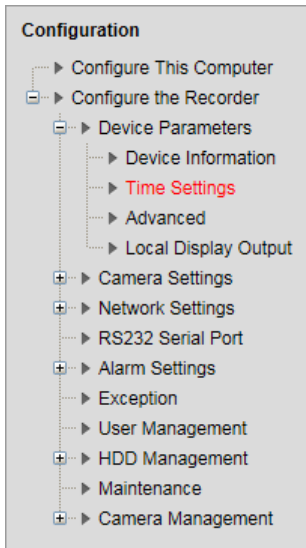 Configuration
Configure This Computer
Configure the Recorder
Device Parameters
Device Information
Time Settings
Advanced
Local Display Output
Camera Settings
Network Settings
RS232 Serial Port
Alarm Settings
Exception
User Management
HDD Management
Maintenance
Camera Management